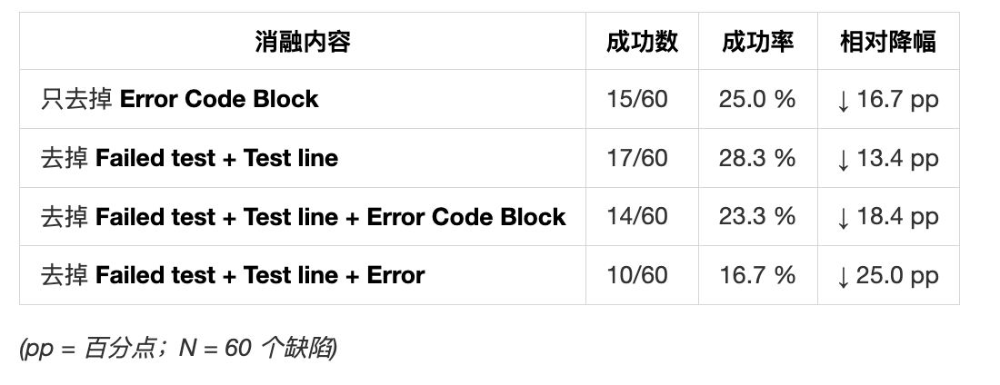 消融内容 成功数 成功率 相对降幅
只去掉 Error Code Block 15/60 25.0 % ↓ 16.7 pp
去掉 Failed test + Test line 17/60 28.3 % ↓ 13.4 pp
去掉 Failed test + Test line + Error Code Block 14/60 23.3 % ↓ 18.4 pp
去掉 Failed test + Test line + Error 10/60 16.7 % ↓ 25.0 pp
(pp = 百分点；N = 60 个缺陷)